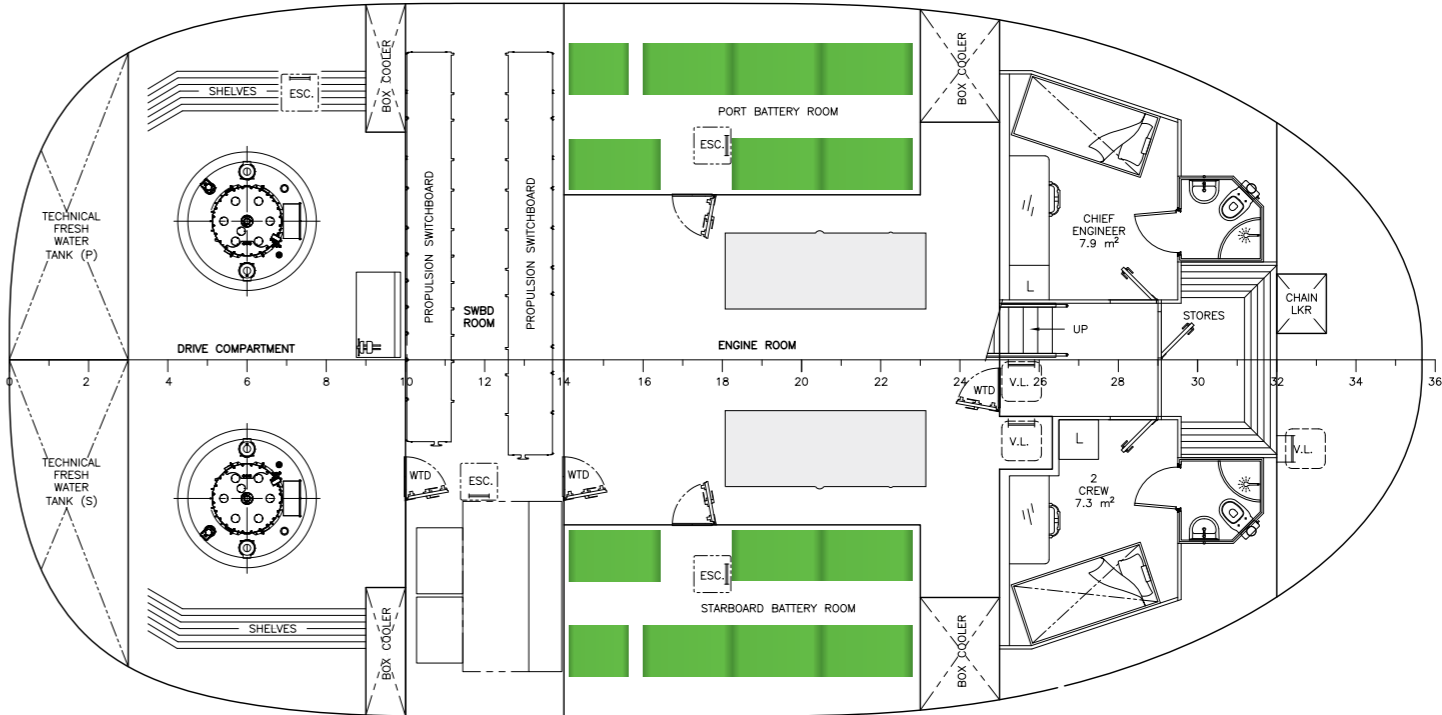 BOX COOLER
BOX COOLER
SHELVES
ESC.
PROPULSION SWITCHBOARD
PROPULSION SWITCHBOARD
PORT BATTERY ROOM
ESC.
TECHNICAL
FRESH
WATER
TANK (P)
CHIEF
ENGINEER
7.9 m²
L
SWBD
ROOM
CHAIN
LKR
STORES
UP
DRIVE COMPARTMENT
ENGINE ROOM
0 2 4 6 8 10 12 14 16 18 20 22 24 26 28 30 32 34 36
WTD
V.L.
V.L.
L
V.L.
TECHNICAL
FRESH
WATER
TANK (S)
WTD
ESC.
WTD
2
CREW
7.3 m²
ESC.
STARBOARD BATTERY ROOM
SHELVES
BOX COOLER
BOX COOLER